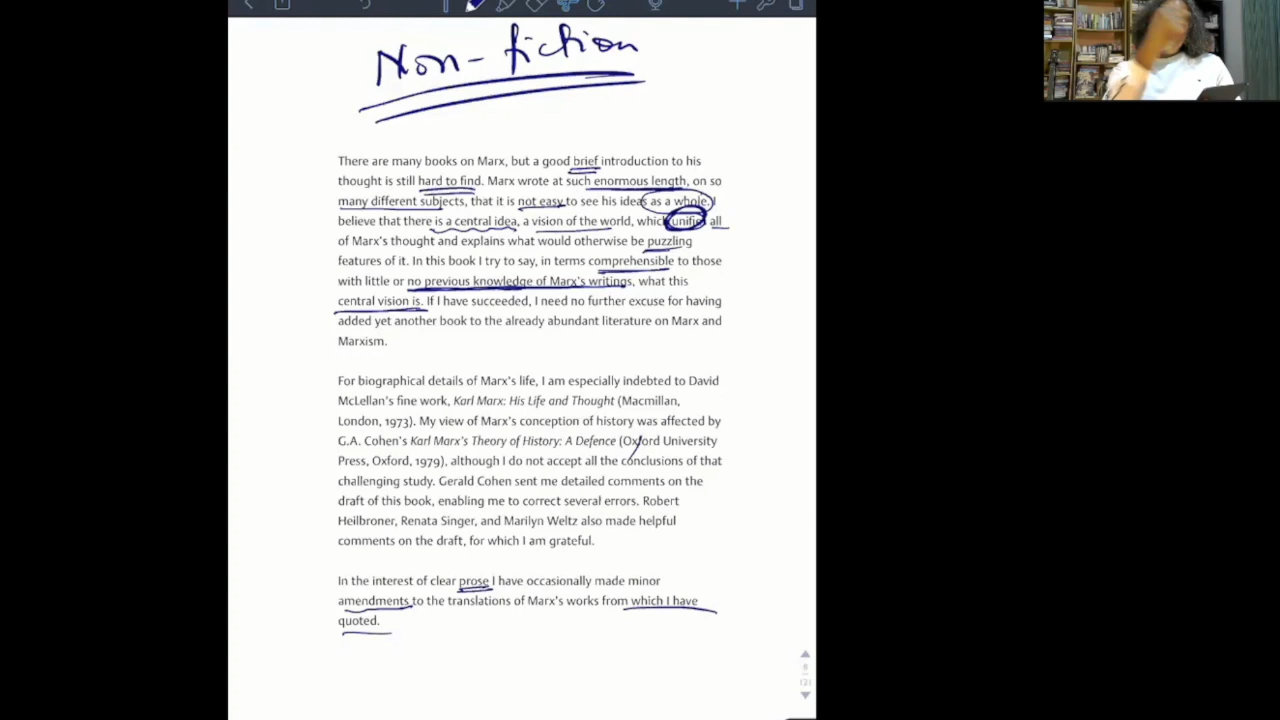 Non-fiction
There are many books on Marx, but a good brief introduction to his
thought is still hard to find. Marx wrote at such enormous length, on so
many different subjects, that it is not easy to see his ideas as a whole. I
believe that there is a central idea, a vision of the world, which unifies all
of Marx's thought and explains what would otherwise be puzzling
features of it. In this book I try to say, in terms comprehensible to those
with little or no previous knowledge of Marx's writings, what this
central vision is. If I have succeeded, I need no further excuse for having
added yet another book to the already abundant literature on Marx and
Marxism.
For biographical details of Marx's life, I am especially indebted to David
McLellan's fine work, Karl Marx: His Life and Thought (Macmillan,
London, 1973). My view of Marx's conception of history was affected by
G.A. Cohen's Karl Marx's Theory of History: A Defence (Oxford University
Press, Oxford, 1979), although I do not accept all the conclusions of that
challenging study. Gerald Cohen sent me detailed comments on the
draft of this book, enabling me to correct several errors. Robert
Heilbroner, Renata Singer, and Marilyn Weltz also made helpful
comments on the draft, for which I am grateful.
In the interest of clear prose I have occasionally made minor
amendments to the translations of Marx's works from which I have
quoted.